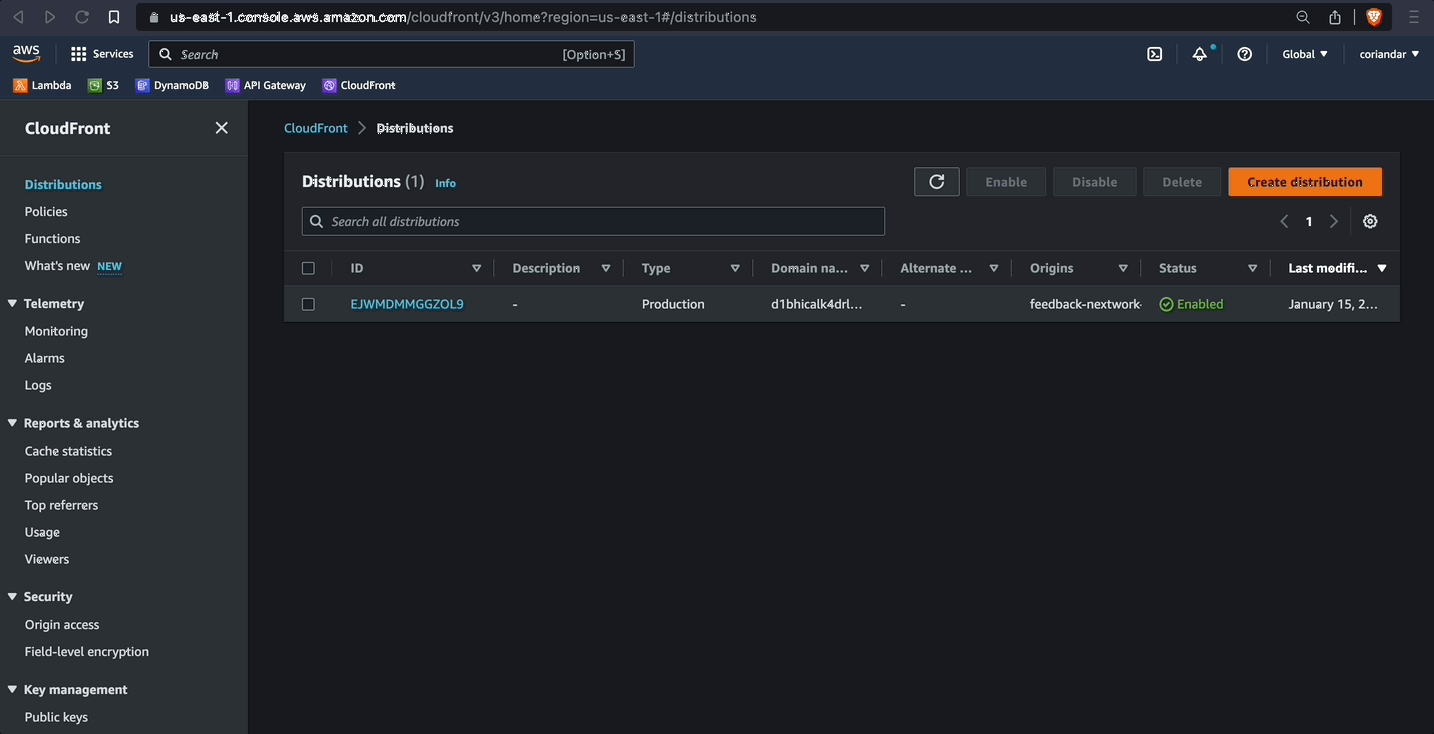 us-east-1.console.aws.amazon.com/cloudfront/v3/home?region=us-east-1#/distributions
aws Services Search [Option+S] Global coriandar
Lambda S3 DynamoDB API Gateway CloudFront
CloudFront
Distributions
Policies
Functions
What's new NEW
Telemetry
Monitoring
Alarms
Logs
Reports & analytics
Cache statistics
Popular objects
Top referrers
Usage
Viewers
Security
Origin access
Field-level encryption
Key management
Public keys
CloudFront > Distributions
Distributions (1) Info Enable Disable Delete Create distribution
Search all distributions 1
ID Description Type Domain na... Alternate ... Origins Status Last modifi...
EJWMDMMGGZOL9 - Production d1bhicalk4drl... - feedback-nextwork- Enabled January 15, 2...